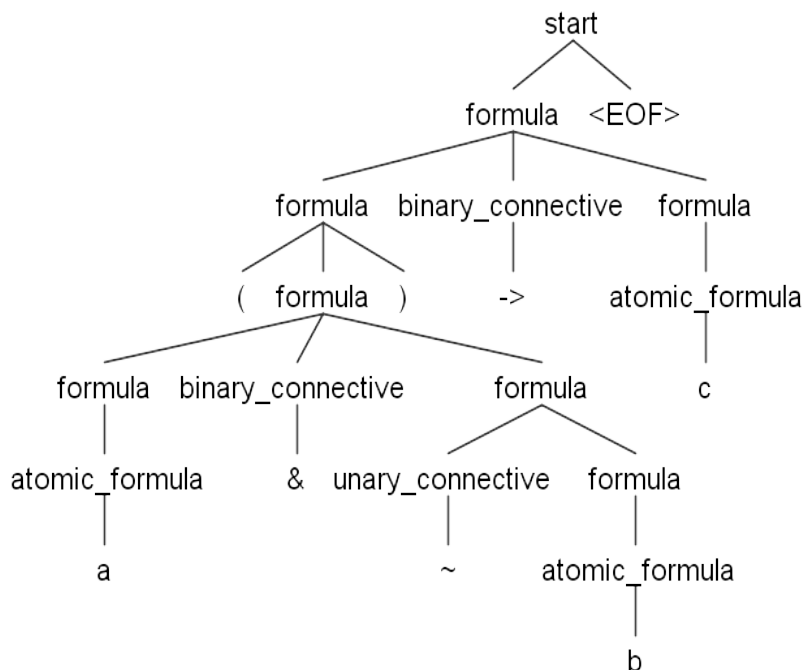 start
formula <EOF>
formula binary_connective formula
( formula ) -> atomic_formula
formula binary_connective formula c
atomic_formula & unary_connective formula
a ~ atomic_formula
b